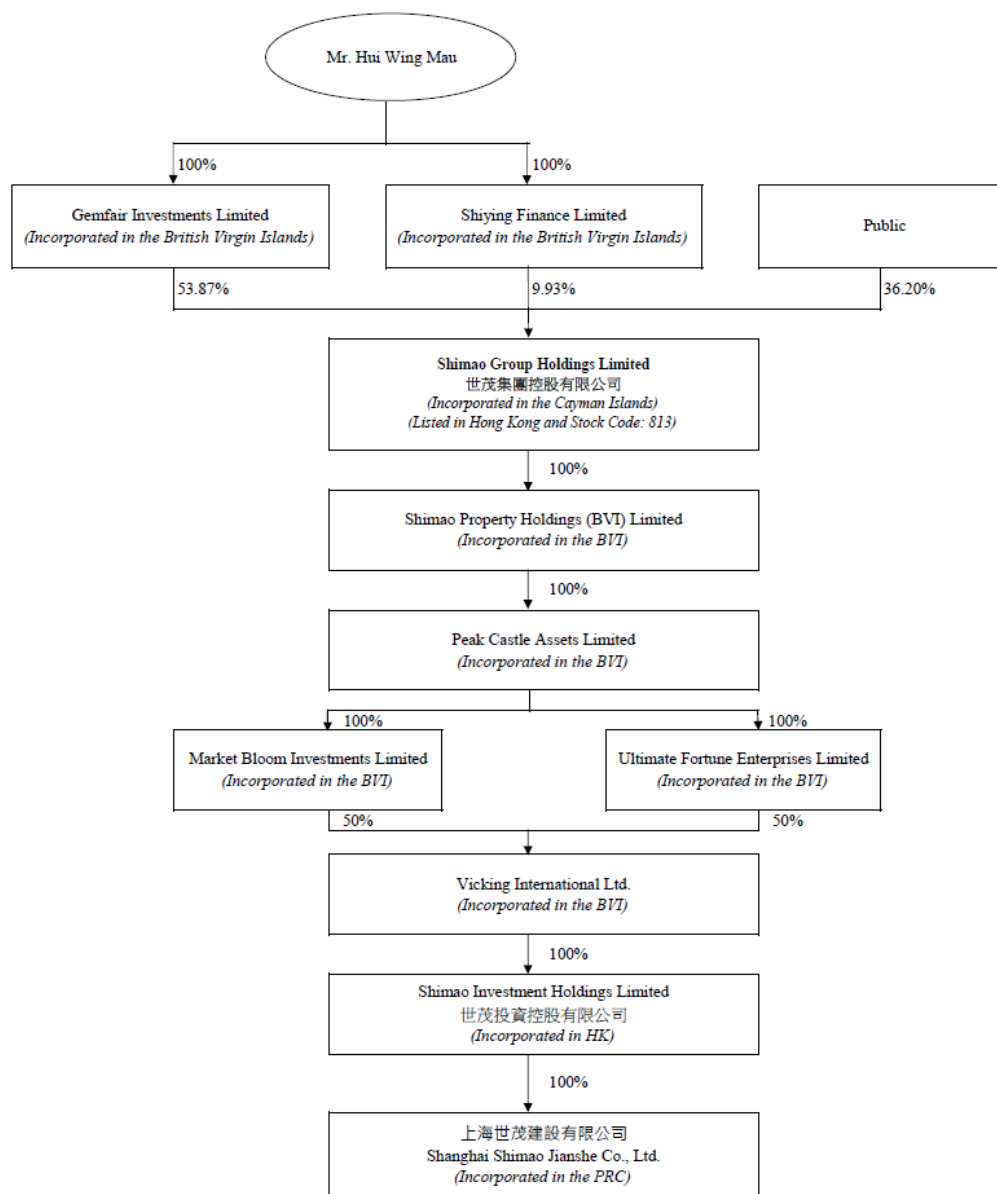 Mr. Hui Wing Mau
100%
100%
Gemfair Investments Limited
(Incorporated in the British Virgin Islands)
Shiying Finance Limited
(Incorporated in the British Virgin Islands)
Public
53.87%
9.93%
36.20%
Shimao Group Holdings Limited
世茂集團控股有限公司
(Incorporated in the Cayman Islands)
(Listed in Hong Kong and Stock Code: 813)
100%
Shimao Property Holdings (BVI) Limited
(Incorporated in the BVI)
100%
Peak Castle Assets Limited
(Incorporated in the BVI)
100%
100%
Market Bloom Investments Limited
(Incorporated in the BVI)
Ultimate Fortune Enterprises Limited
(Incorporated in the BVI)
50%
50%
Vicking International Ltd.
(Incorporated in the BVI)
100%
Shimao Investment Holdings Limited
世茂投資控股有限公司
(Incorporated in HK)
100%
上海世茂建設有限公司
Shanghai Shimao Jianshe Co., Ltd.
(Incorporated in the PRC)